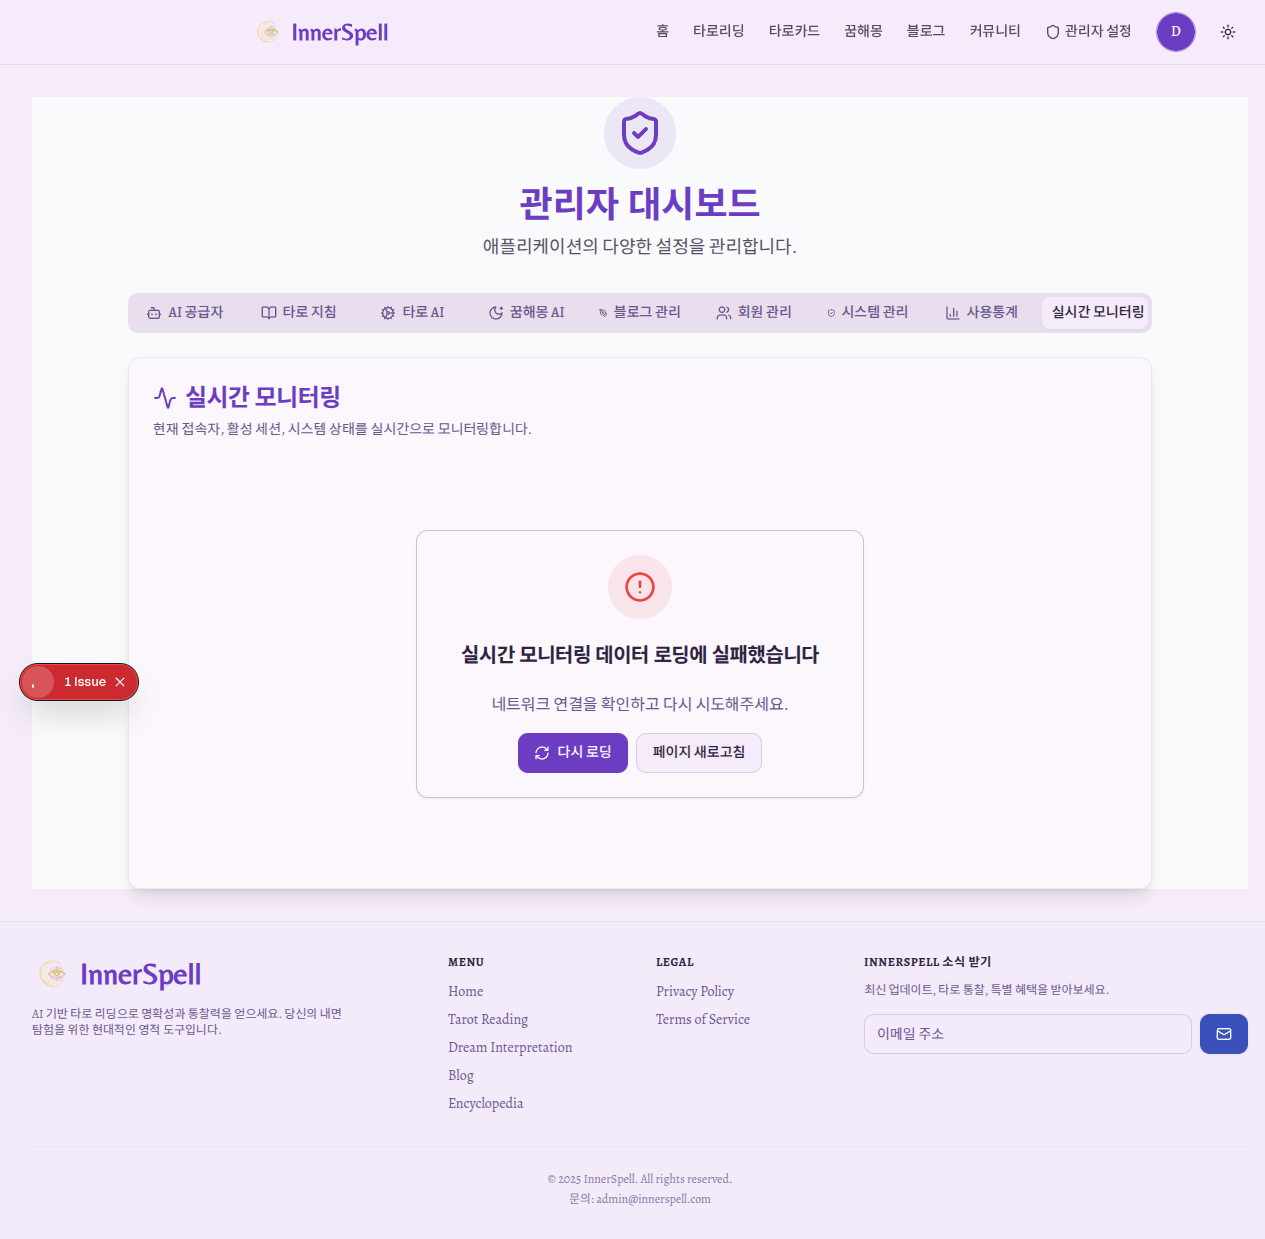 InnerSpell
홈
타로리딩
타로카드
꿈해몽
블로그
커뮤니티
관리자 설정
D
관리자 대시보드
애플리케이션의 다양한 설정을 관리합니다.
AI 공급자
타로 지침
타로 AI
꿈해몽 AI
블로그 관리
회원 관리
시스템 관리
사용통계
실시간 모니터링
실시간 모니터링
현재 접속자, 활성 세션, 시스템 상태를 실시간으로 모니터링합니다.
실시간 모니터링 데이터 로딩에 실패했습니다
네트워크 연결을 확인하고 다시 시도해주세요.
다시 로딩
페이지 새로고침
1 Issue
InnerSpell
AI 기반 타로 리딩으로 명확성과 통찰력을 얻으세요. 당신의 내면
탐험을 위한 현대적인 영적 도구입니다.
MENU
Home
Tarot Reading
Dream Interpretation
Blog
Encyclopedia
LEGAL
Privacy Policy
Terms of Service
INNERSPELL 소식 받기
최신 업데이트, 타로 통찰, 특별 혜택을 받아보세요.
이메일 주소
© 2025 InnerSpell. All rights reserved.
문의: admin@innerspell.com